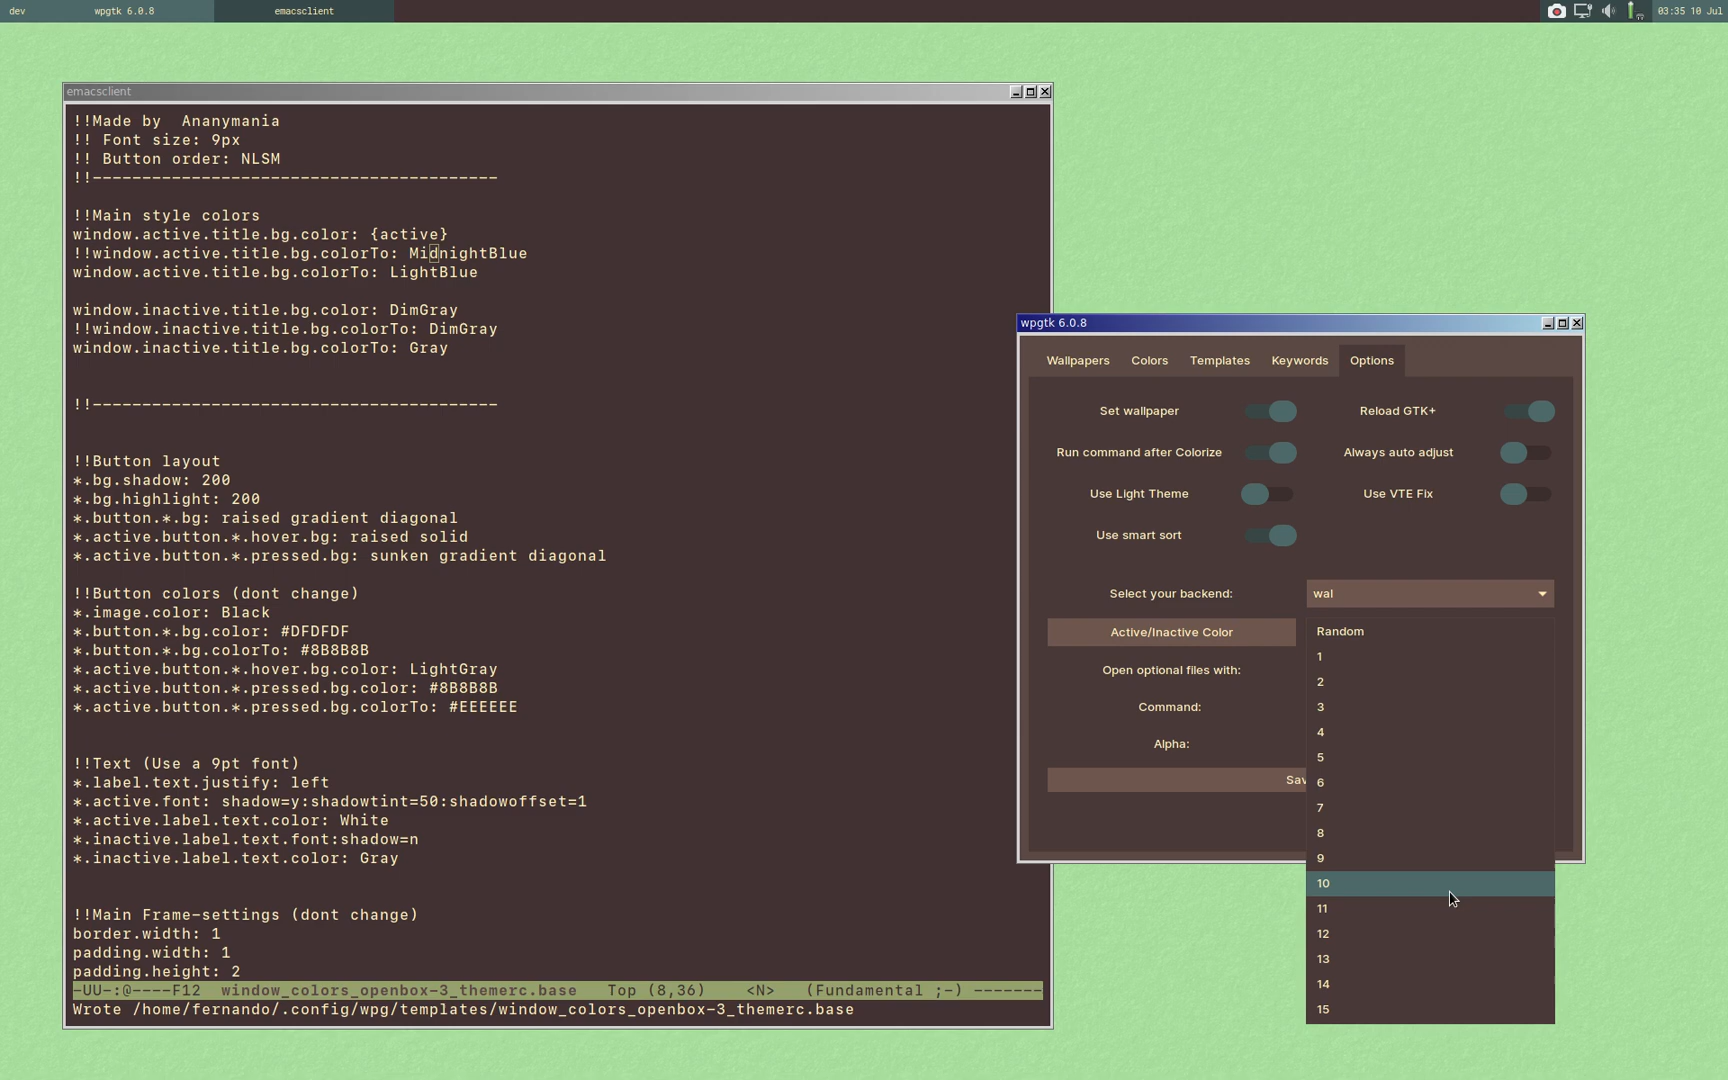 dev
wpgtk 6.0.8
emacsclient
03:35 10 Jul
emacsclient
!!Made by  Ananymania
!! Font size: 9px
!! Button order: NLSM
!!-----------------------------------------
!!Main style colors
window.active.title.bg.color: {active}
!!window.active.title.bg.colorTo: MidnightBlue
window.active.title.bg.colorTo: LightBlue
window.inactive.title.bg.color: DimGray
!!window.inactive.title.bg.colorTo: DimGray
window.inactive.title.bg.colorTo: Gray
!!-----------------------------------------
!!Button layout
*.bg.shadow: 200
*.bg.highlight: 200
*.button.*.bg: raised gradient diagonal
*.active.button.*.hover.bg: raised solid
*.active.button.*.pressed.bg: sunken gradient diagonal
!!Button colors (dont change)
*.image.color: Black
*.button.*.bg.color: #DFDFDF
*.button.*.bg.colorTo: #8B8B8B
*.active.button.*.hover.bg.color: LightGray
*.active.button.*.pressed.bg.color: #8B8B8B
*.active.button.*.pressed.bg.colorTo: #EEEEEE
!!Text (Use a 9pt font)
*.label.text.justify: left
*.active.font: shadow=y:shadowtint=50:shadowoffset=1
*.active.label.text.color: White
*.inactive.label.text.font:shadow=n
*.inactive.label.text.color: Gray
!!Main Frame-settings (dont change)
border.width: 1
padding.width: 1
padding.height: 2
-UU-:@----F12  window_colors_openbox-3_themerc.base   Top (8,36)    <N>   (Fundamental ;-) -------
Wrote /home/fernando/.config/wpg/templates/window_colors_openbox-3_themerc.base
wpgtk 6.0.8
Wallpapers Colors Templates Keywords Options
Set wallpaper Reload GTK+
Run command after Colorize Always auto adjust
Use Light Theme Use VTE Fix
Use smart sort
Select your backend: wal
Active/Inactive Color
Open optional files with:
Command:
Alpha:
Sav
Random
1
2
3
4
5
6
7
8
9
10
11
12
13
14
15